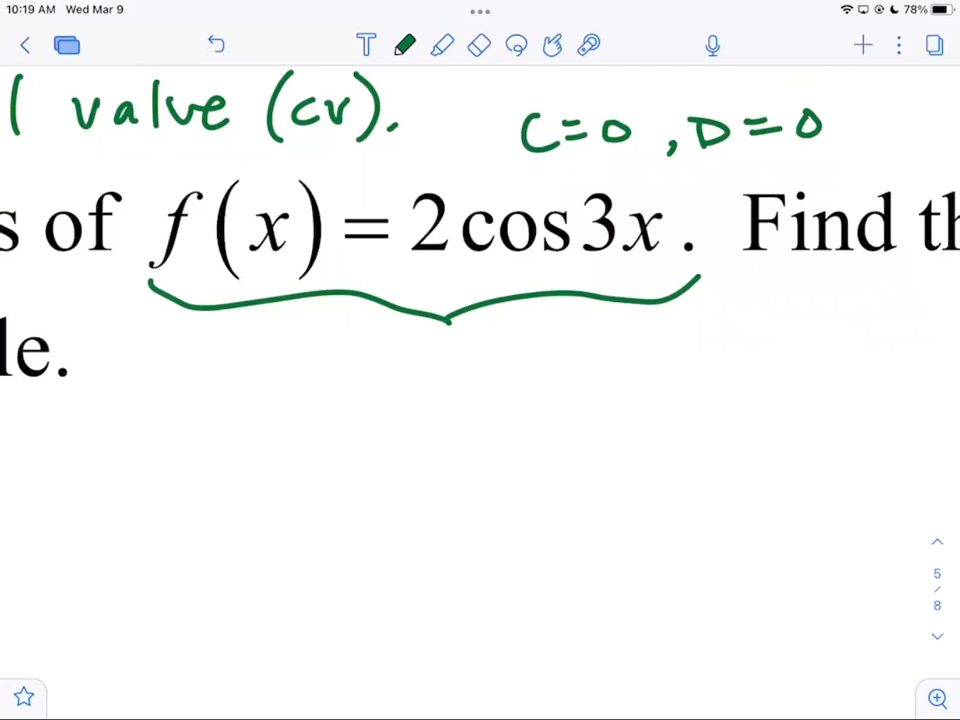 10:19 AM Wed Mar 9
78%
T
value (cv).
C=0, D=0
s of f(x) = 2cos3x. Find th
le.
5
/
8